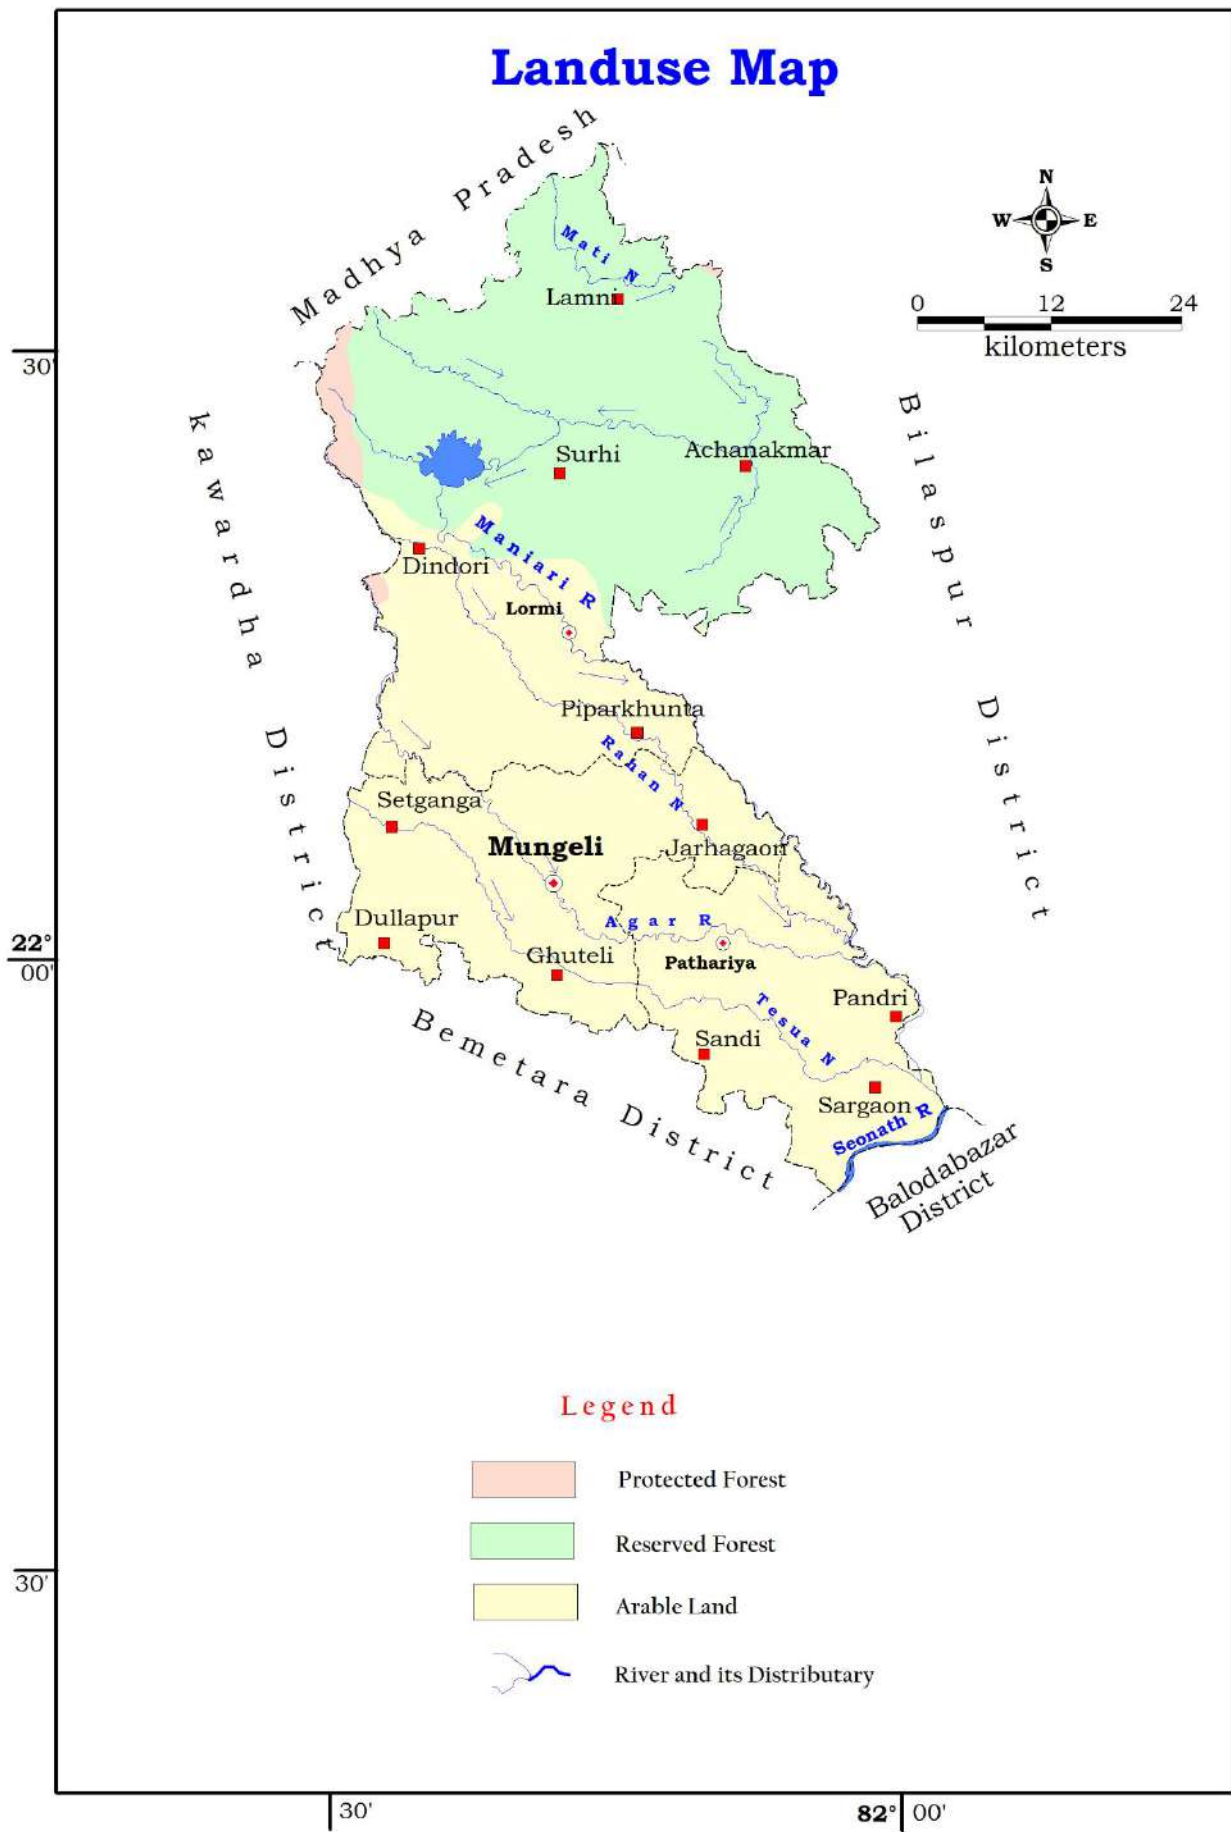 Landuse Map
Madhya Pradesh
N
W E
S
Mati N
Lamni
0 12 24
kilometers
30'
kawardha District
Bilaspur District
Surhi
Achanakmar
Maniari R
Dindori
Lormi
Piparkhunta
Rahan N
Setganga
Mungeli
Jarhagaon
Dullapur
Agar R
22°
00'
Ghuteli
Pathariya
Pandri
Tesua N
Bemetara District
Sandi
Sargaon
Seonath R
Balodabazar
District
Legend
Protected Forest
Reserved Forest
30'
Arable Land
River and its Distributary
30'
82° 00'